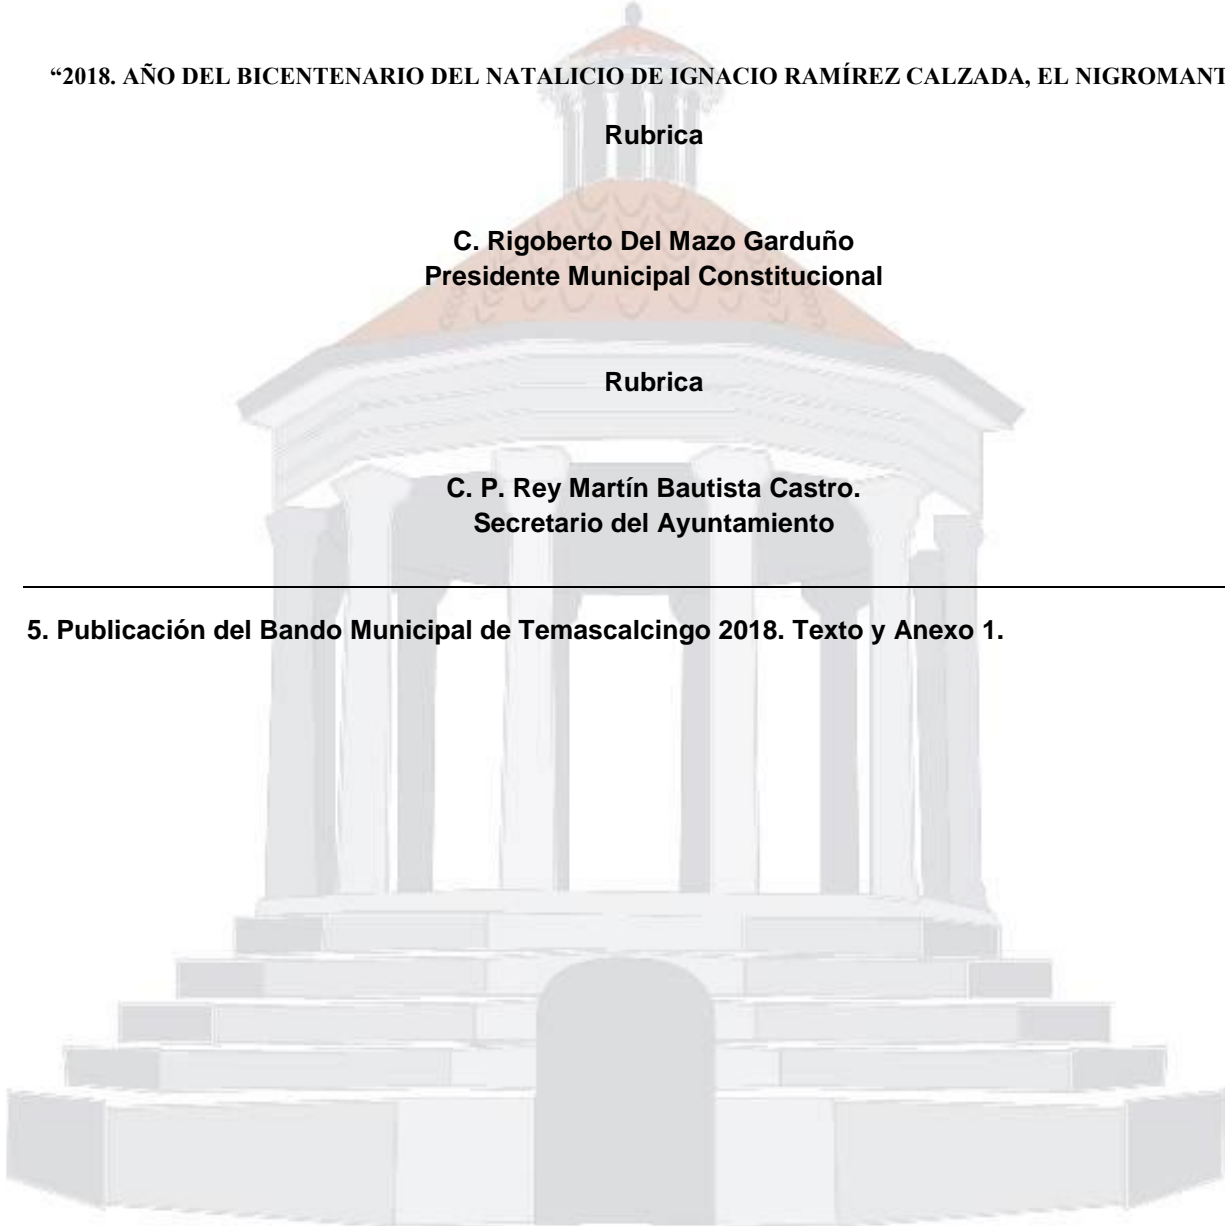 “2018. AÑO DEL BICENTENARIO DEL NATALICIO DE IGNACIO RAMÍREZ CALZADA, EL NIGROMANT
Rubrica
C. Rigoberto Del Mazo Garduño
Presidente Municipal Constitucional
Rubrica
C. P. Rey Martín Bautista Castro.
Secretario del Ayuntamiento
5. Publicación del Bando Municipal de Temascalcingo 2018. Texto y Anexo 1.